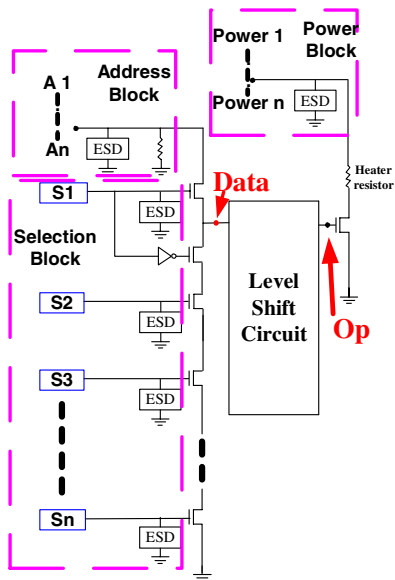 Power 1
Power
Block
Power n
ESD
Address
Block
A 1
An
ESD
Heater
resistor
S1
ESD
Data
Selection
Block
S2
ESD
Level
Shift
Circuit
Op
S3
ESD
Sn
ESD